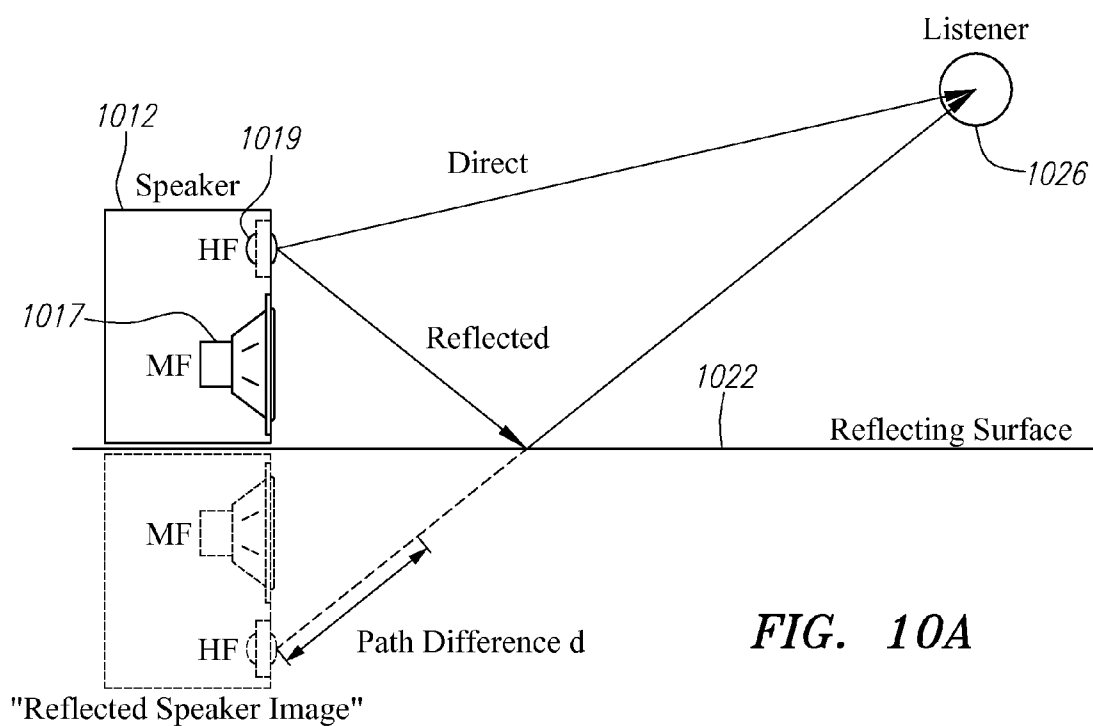 Listener
1012
1019
Speaker
Direct
1026
HF
1017
Reflected
MF
1022
Reflecting Surface
MF
HF
Path Difference d
FIG. 10A
"Reflected Speaker Image"